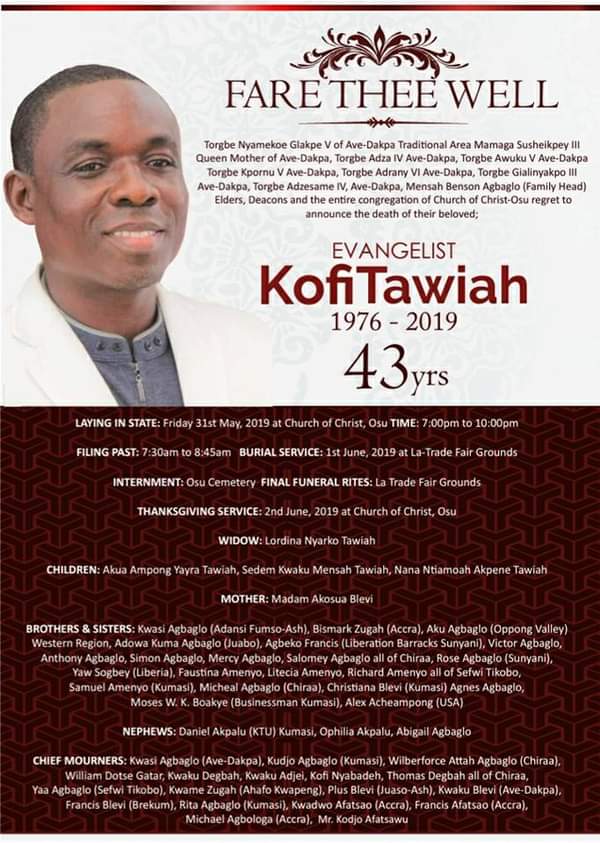 FARE THEE WELL
Torgbe Nyamekoe Glakpe V of Ave-Dakpa Traditional Area Mamaga Susheikpey III
Queen Mother of Ave-Dakpa, Torgbe Adza IV Ave-Dakpa, Torgbe Awuku V Ave-Dakpa
Torgbe Kpornu V Ave-Dakpa, Torgbe Adrany VI Ave-Dakpa, Torgbe Gialinyakpo III
Ave-Dakpa, Torgbe Adzesame IV, Ave-Dakpa, Mensah Benson Agbaglo (Family Head)
Elders, Deacons and the entire congregation of Church of Christ-Osu regret to
announce the death of their beloved;
EVANGELIST
Kofi Tawiah
1976 - 2019
43yrs
LAYING IN STATE: Friday 31st May, 2019 at Church of Christ, Osu TIME: 7:00pm to 10:00pm
FILING PAST: 7:30am to 8:45am BURIAL SERVICE: 1st June, 2019 at La-Trade Fair Grounds
INTERNMENT: Osu Cemetery FINAL FUNERAL RITES: La Trade Fair Grounds
THANKSGIVING SERVICE: 2nd June, 2019 at Church of Christ, Osu
WIDOW: Lordina Nyarko Tawiah
CHILDREN: Akua Ampong Yayra Tawiah, Sedem Kwaku Mensah Tawiah, Nana Ntiamoah Akpene Tawiah
MOTHER: Madam Akosua Blevi
BROTHERS & SISTERS: Kwasi Agbaglo (Adansi Fumso-Ash), Bismark Zugah (Accra), Aku Agbaglo (Oppong Valley)
Western Region, Adowa Kuma Agbaglo (Juabo), Agbeko Francis (Liberation Barracks Sunyani), Victor Agbaglo,
Anthony Agbaglo, Simon Agbaglo, Mercy Agbaglo, Salomey Agbaglo all of Chiraa, Rose Agbaglo (Sunyani),
Yaw Sogbey (Liberia), Faustina Amenyo, Litecia Amenyo, Richard Amenyo all of Sefwi Tikobo,
Samuel Amenyo (Kumasi), Micheal Agbaglo (Chiraa), Christiana Blevi (Kumasi) Agnes Agbaglo,
Moses W. K. Boakye (Businessman Kumasi), Alex Acheampong (USA)
NEPHEWS: Daniel Akpalu (KTU) Kumasi, Ophilia Akpalu, Abigail Agbaglo
CHIEF MOURNERS: Kwasi Agbaglo (Ave-Dakpa), Kudjo Agbaglo (Kumasi), Wilberforce Attah Agbaglo (Chiraa),
William Dotse Gatar, Kwaku Degbah, Kwaku Adjei, Kofi Nyabadeh, Thomas Degbah all of Chiraa,
Yaa Agbaglo (Sefwi Tikobo), Kwame Zugah (Ahafo Kwapeng), Plus Blevi (Juaso-Ash), Kwaku Blevi (Ave-Dakpa),
Francis Blevi (Brekum), Rita Agbaglo (Kumasi), Kwadwo Afatsao (Accra), Francis Afatsao (Accra),
Michael Agbologa (Accra), Mr. Kodjo Afatsawu